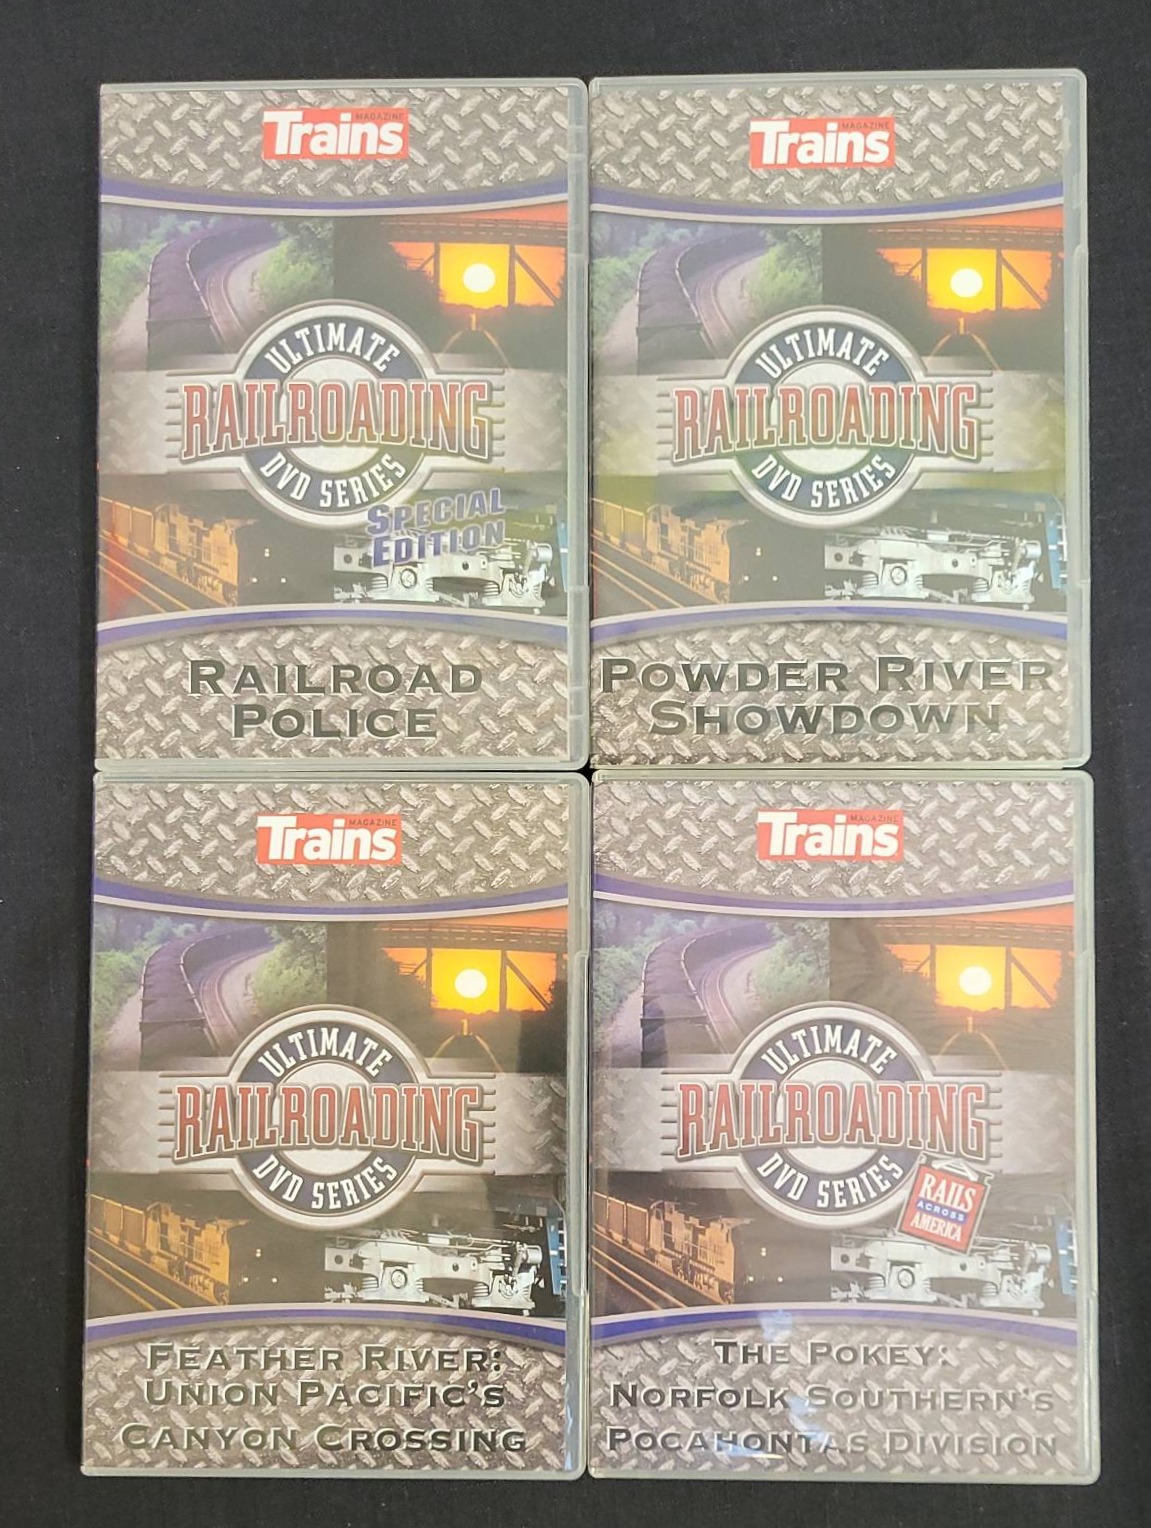 Trains MAGAZINE
ULTIMATE
RAILROADING
DVD SERIES
SPECIAL
EDITION
RAILROAD
POLICE
Trains MAGAZINE
ULTIMATE
RAILROADING
DVD SERIES
POWDER RIVER
SHOWDOWN
Trains MAGAZINE
ULTIMATE
RAILROADING
DVD SERIES
FEATHER RIVER:
UNION PACIFIC'S
CANYON CROSSING
Trains MAGAZINE
ULTIMATE
RAILROADING
DVD SERIES
RAILS
ACROSS
AMERICA
THE POKEY:
NORFOLK SOUTHERN'S
POCAHONTAS DIVISION